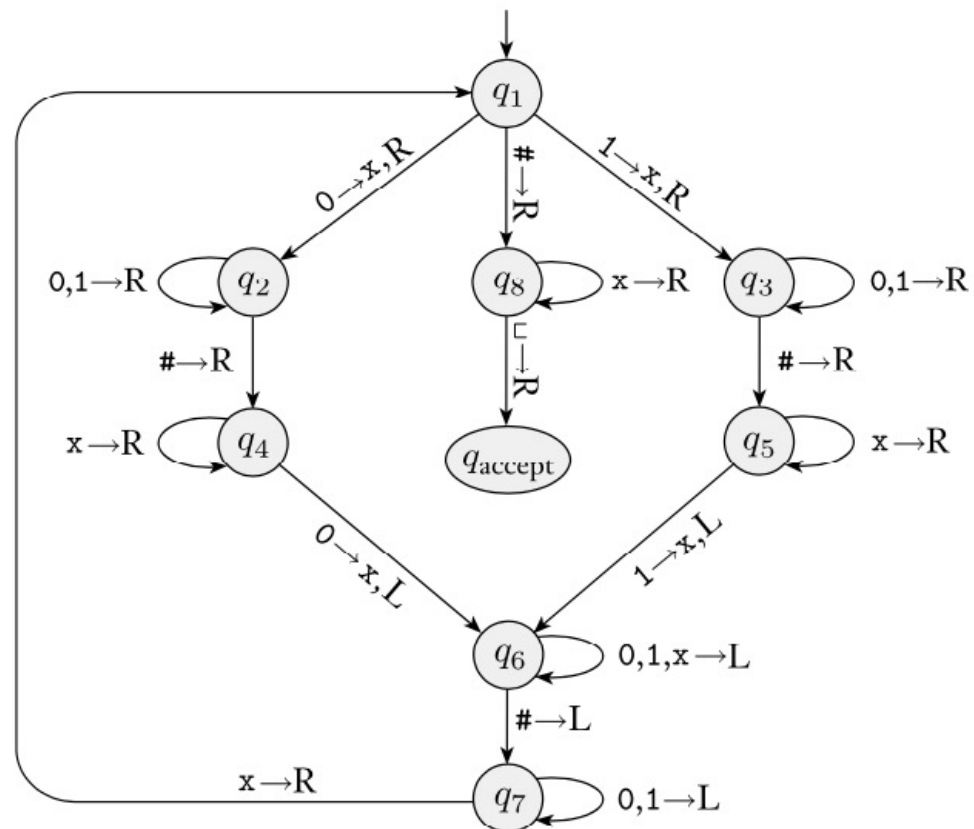 q₁
0→x,R
#→R
1→x,R
0,1→R
q₂
q₈
x→R
q₃
0,1→R
#→R
␣→R
#→R
x→R
q₄
q_accept
q₅
x→R
0→x,L
1→x,L
q₆
0,1,x→L
#→L
x→R
q₇
0,1→L